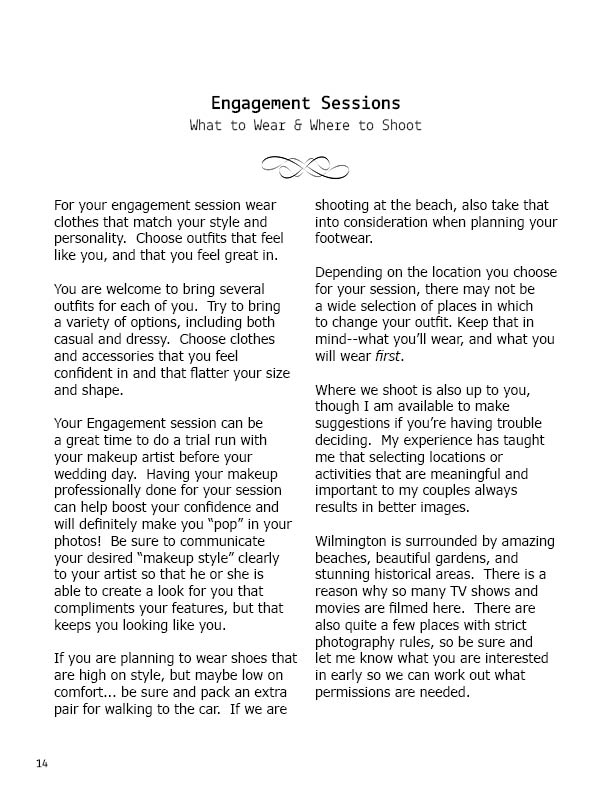 Engagement Sessions
What to Wear & Where to Shoot
For your engagement session wear
clothes that match your style and
personality.  Choose outfits that feel
like you, and that you feel great in.
You are welcome to bring several
outfits for each of you.  Try to bring
a variety of options, including both
casual and dressy.  Choose clothes
and accessories that you feel
confident in and that flatter your size
and shape.
Your Engagement session can be
a great time to do a trial run with
your makeup artist before your
wedding day.  Having your makeup
professionally done for your session
can help boost your confidence and
will definitely make you “pop” in your
photos!  Be sure to communicate
your desired “makeup style” clearly
to your artist so that he or she is
able to create a look for you that
compliments your features, but that
keeps you looking like you.
If you are planning to wear shoes that
are high on style, but maybe low on
comfort... be sure and pack an extra
pair for walking to the car.  If we are
shooting at the beach, also take that
into consideration when planning your
footwear.
Depending on the location you choose
for your session, there may not be
a wide selection of places in which
to change your outfit. Keep that in
mind--what you’ll wear, and what you
will wear first.
Where we shoot is also up to you,
though I am available to make
suggestions if you’re having trouble
deciding.  My experience has taught
me that selecting locations or
activities that are meaningful and
important to my couples always
results in better images.
Wilmington is surrounded by amazing
beaches, beautiful gardens, and
stunning historical areas.  There is a
reason why so many TV shows and
movies are filmed here.  There are
also quite a few places with strict
photography rules, so be sure and
let me know what you are interested
in early so we can work out what
permissions are needed.
14